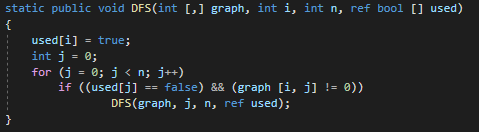 static public void DFS(int [,] graph, int i, int n, ref bool [] used)
{
used[i] = true;
int j = 0;
for (j = 0; j < n; j++)
if ((used[j] == false) && (graph [i, j] != 0))
DFS(graph, j, n, ref used);
}